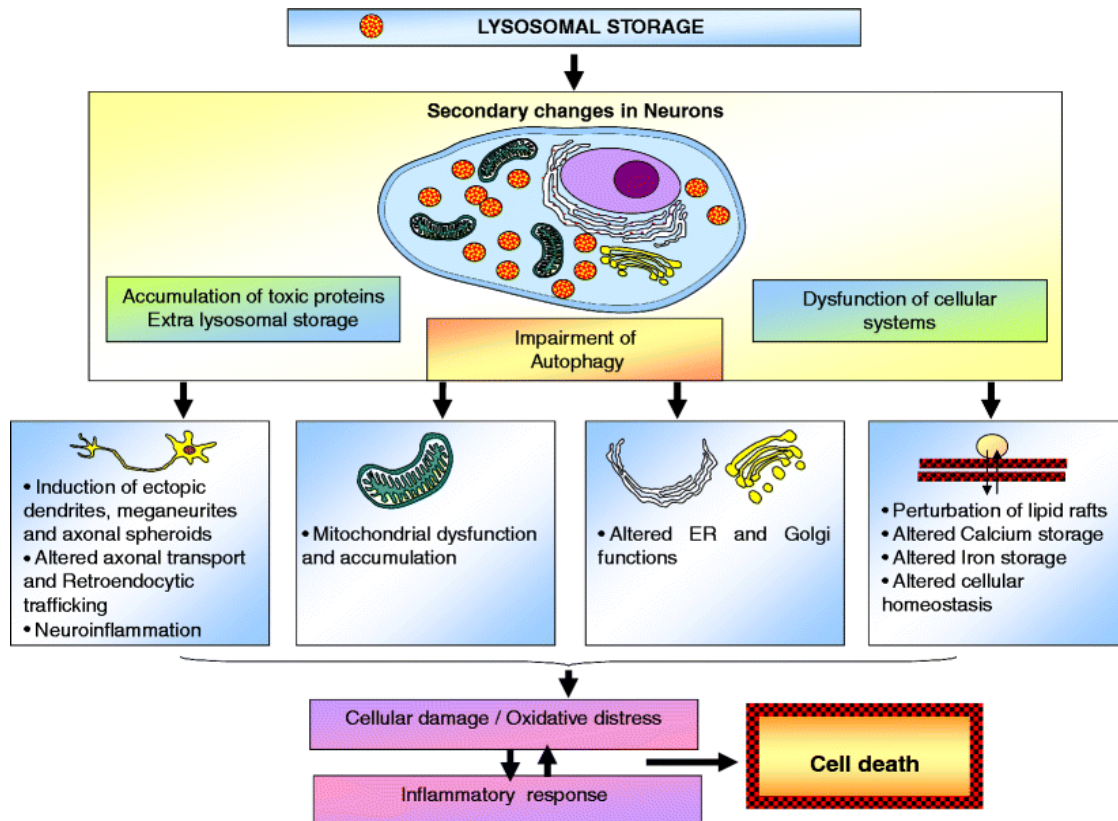 LYSOSOMAL STORAGE
Secondary changes in Neurons
Accumulation of toxic proteins
Extra lysosomal storage
Impairment of
Autophagy
Dysfunction of cellular
systems
• Induction of ectopic
dendrites, meganeurites
and axonal spheroids
• Altered axonal transport
and Retroendocytic
trafficking
• Neuroinflammation
• Mitochondrial dysfunction
and accumulation
• Altered ER and Golgi
functions
• Perturbation of lipid rafts
• Altered Calcium storage
• Altered Iron storage
• Altered cellular
homeostasis
Cellular damage / Oxidative distress
Inflammatory response
Cell death